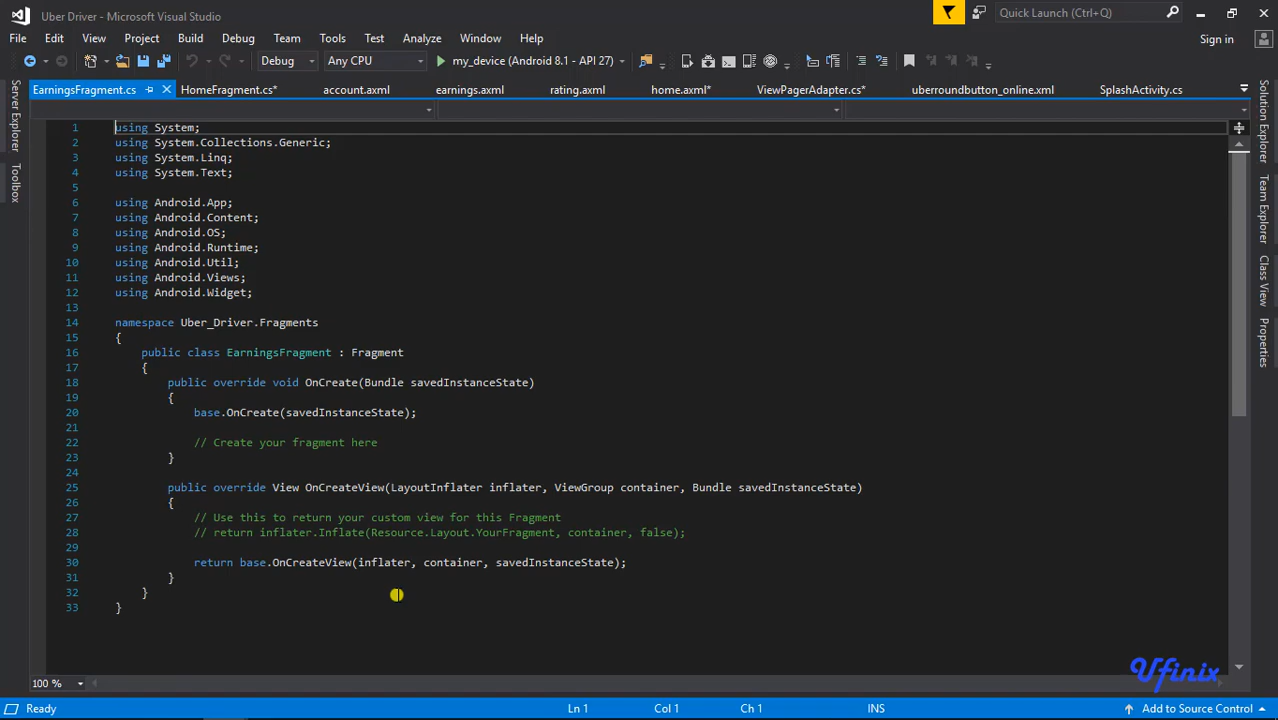 Uber Driver - Microsoft Visual Studio
Quick Launch (Ctrl+Q)
File Edit View Project Build Debug Team Tools Test Analyze Window Help
Sign in
Debug Any CPU my_device (Android 8.1 - API 27)
EarningsFragment.cs HomeFragment.cs* account.axml earnings.axml rating.axml home.axml* ViewPagerAdapter.cs* uberroundbutton_online.xml SplashActivity.cs
Server Explorer
Toolbox
1 using System;
2 using System.Collections.Generic;
3 using System.Linq;
4 using System.Text;
5
6 using Android.App;
7 using Android.Content;
8 using Android.OS;
9 using Android.Runtime;
10 using Android.Util;
11 using Android.Views;
12 using Android.Widget;
13
14 namespace Uber_Driver.Fragments
15 {
16 public class EarningsFragment : Fragment
17 {
18 public override void OnCreate(Bundle savedInstanceState)
19 {
20 base.OnCreate(savedInstanceState);
21
22 // Create your fragment here
23 }
24
25 public override View OnCreateView(LayoutInflater inflater, ViewGroup container, Bundle savedInstanceState)
26 {
27 // Use this to return your custom view for this Fragment
28 // return inflater.Inflate(Resource.Layout.YourFragment, container, false);
29
30 return base.OnCreateView(inflater, container, savedInstanceState);
31 }
32 }
33 }
Solution Explorer
Team Explorer
Class View
Properties
Ufinix
100 %
Ready Ln 1 Col 1 Ch 1 INS Add to Source Control